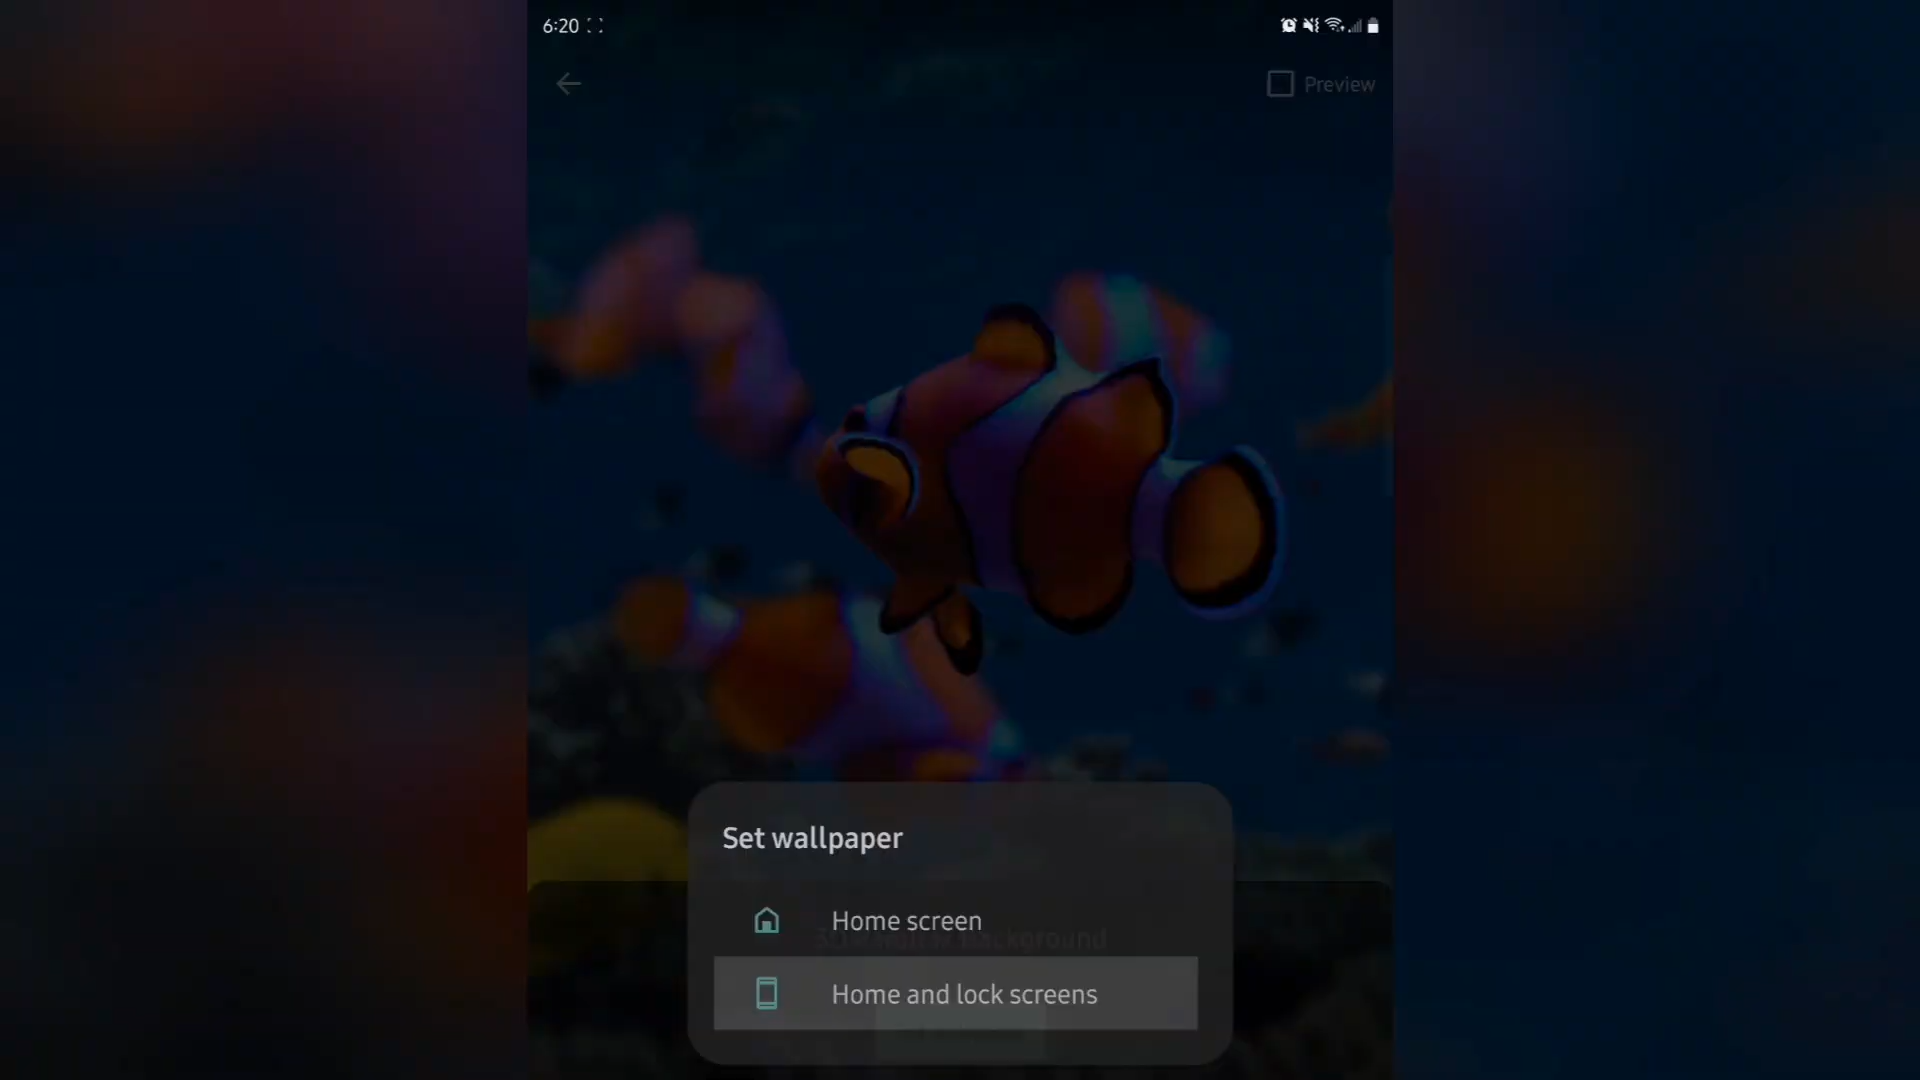 6:20
Preview
Set wallpaper
Home screen
Home and lock screens